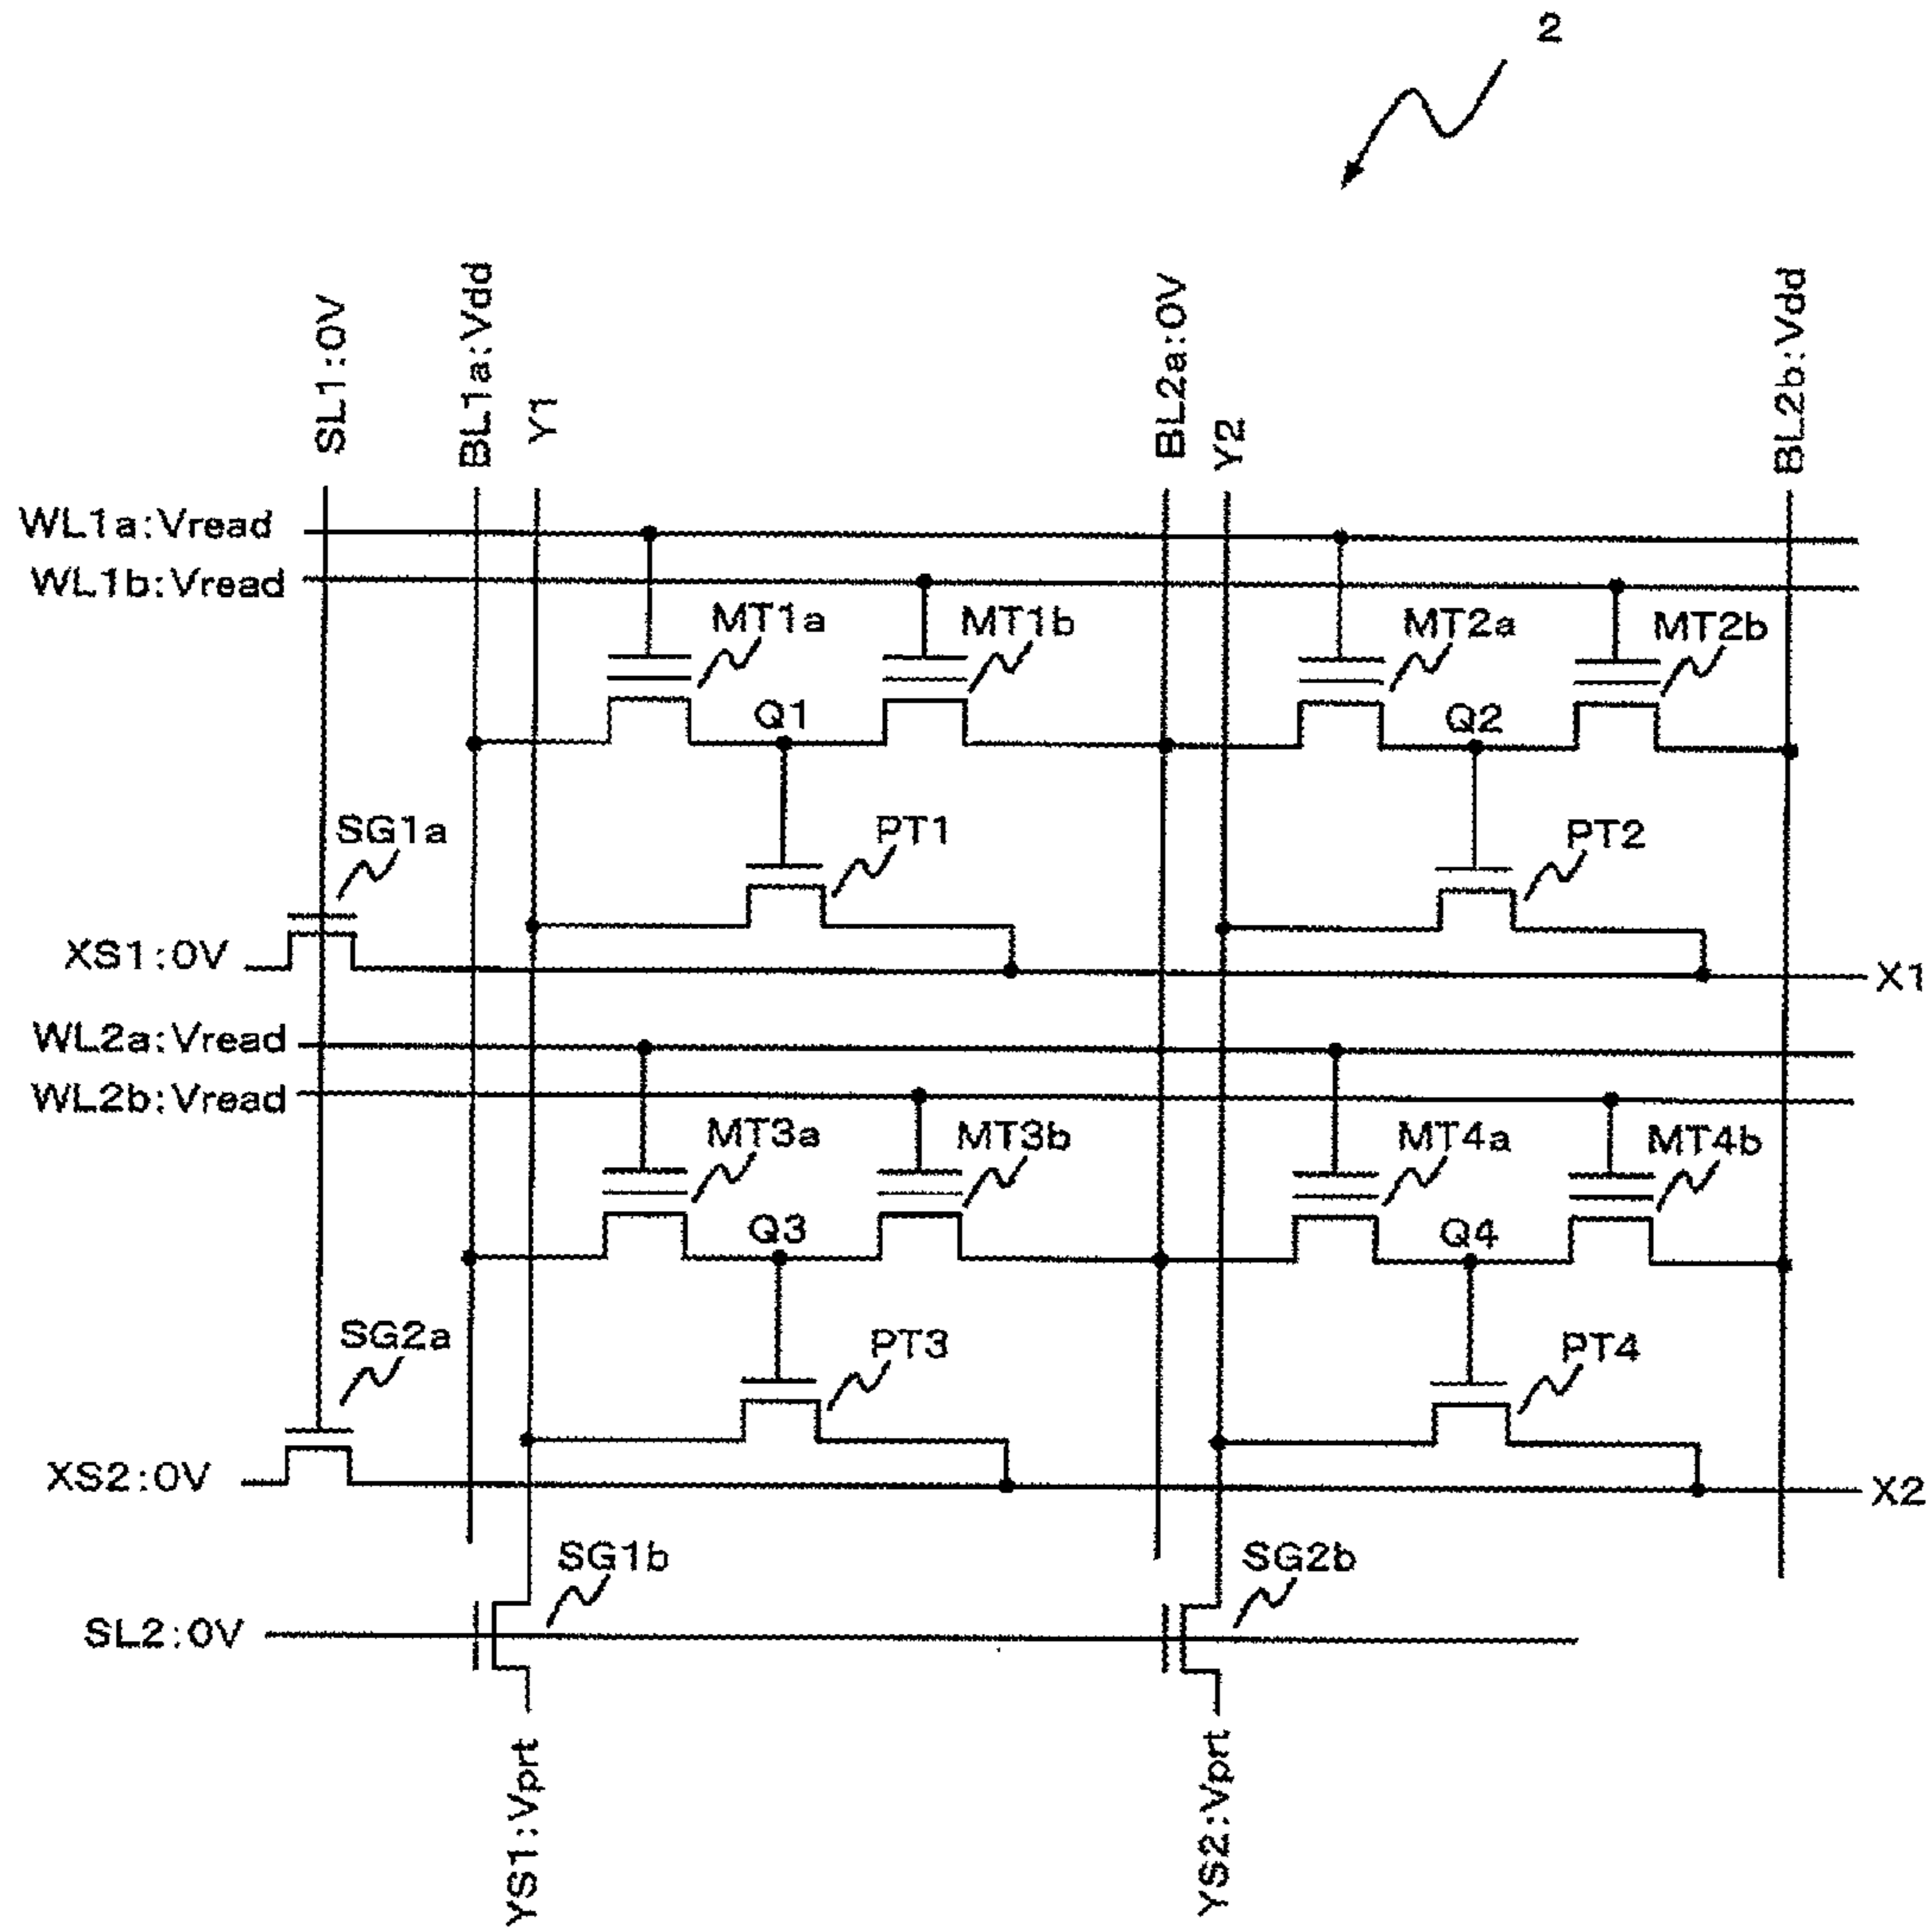 2
SL1:0V
BL1a:Vdd
Y1
BL2a:0V
Y2
BL2b:Vdd
WL1a:Vread
WL1b:Vread
MT1a
MT1b
MT2a
MT2b
Q1
Q2
SG1a
PT1
PT2
XS1:0V
X1
WL2a:Vread
WL2b:Vread
MT3a
MT3b
MT4a
MT4b
Q3
Q4
SG2a
PT3
PT4
XS2:0V
X2
SG1b
SG2b
SL2:0V
YS1:Vprt
YS2:Vprt